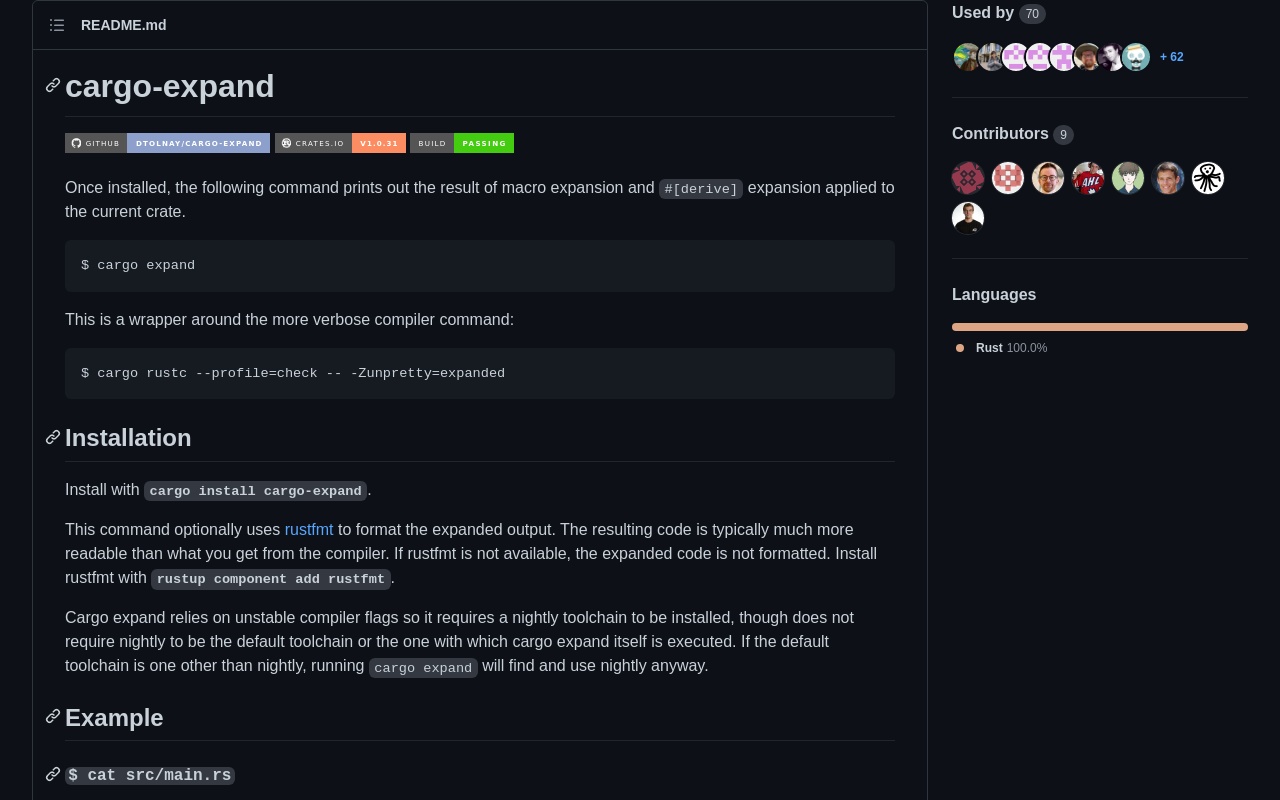 README.md
cargo-expand
GITHUB DTOLNAY/CARGO-EXPAND CRATES.IO V1.0.31 BUILD PASSING
Once installed, the following command prints out the result of macro expansion and #[derive] expansion applied to
the current crate.
$ cargo expand
This is a wrapper around the more verbose compiler command:
$ cargo rustc --profile=check -- -Zunpretty=expanded
Installation
Install with cargo install cargo-expand.
This command optionally uses rustfmt to format the expanded output. The resulting code is typically much more
readable than what you get from the compiler. If rustfmt is not available, the expanded code is not formatted. Install
rustfmt with rustup component add rustfmt.
Cargo expand relies on unstable compiler flags so it requires a nightly toolchain to be installed, though does not
require nightly to be the default toolchain or the one with which cargo expand itself is executed. If the default
toolchain is one other than nightly, running cargo expand will find and use nightly anyway.
Example
$ cat src/main.rs
Used by 70
+ 62
Contributors 9
AHL
Languages
Rust 100.0%